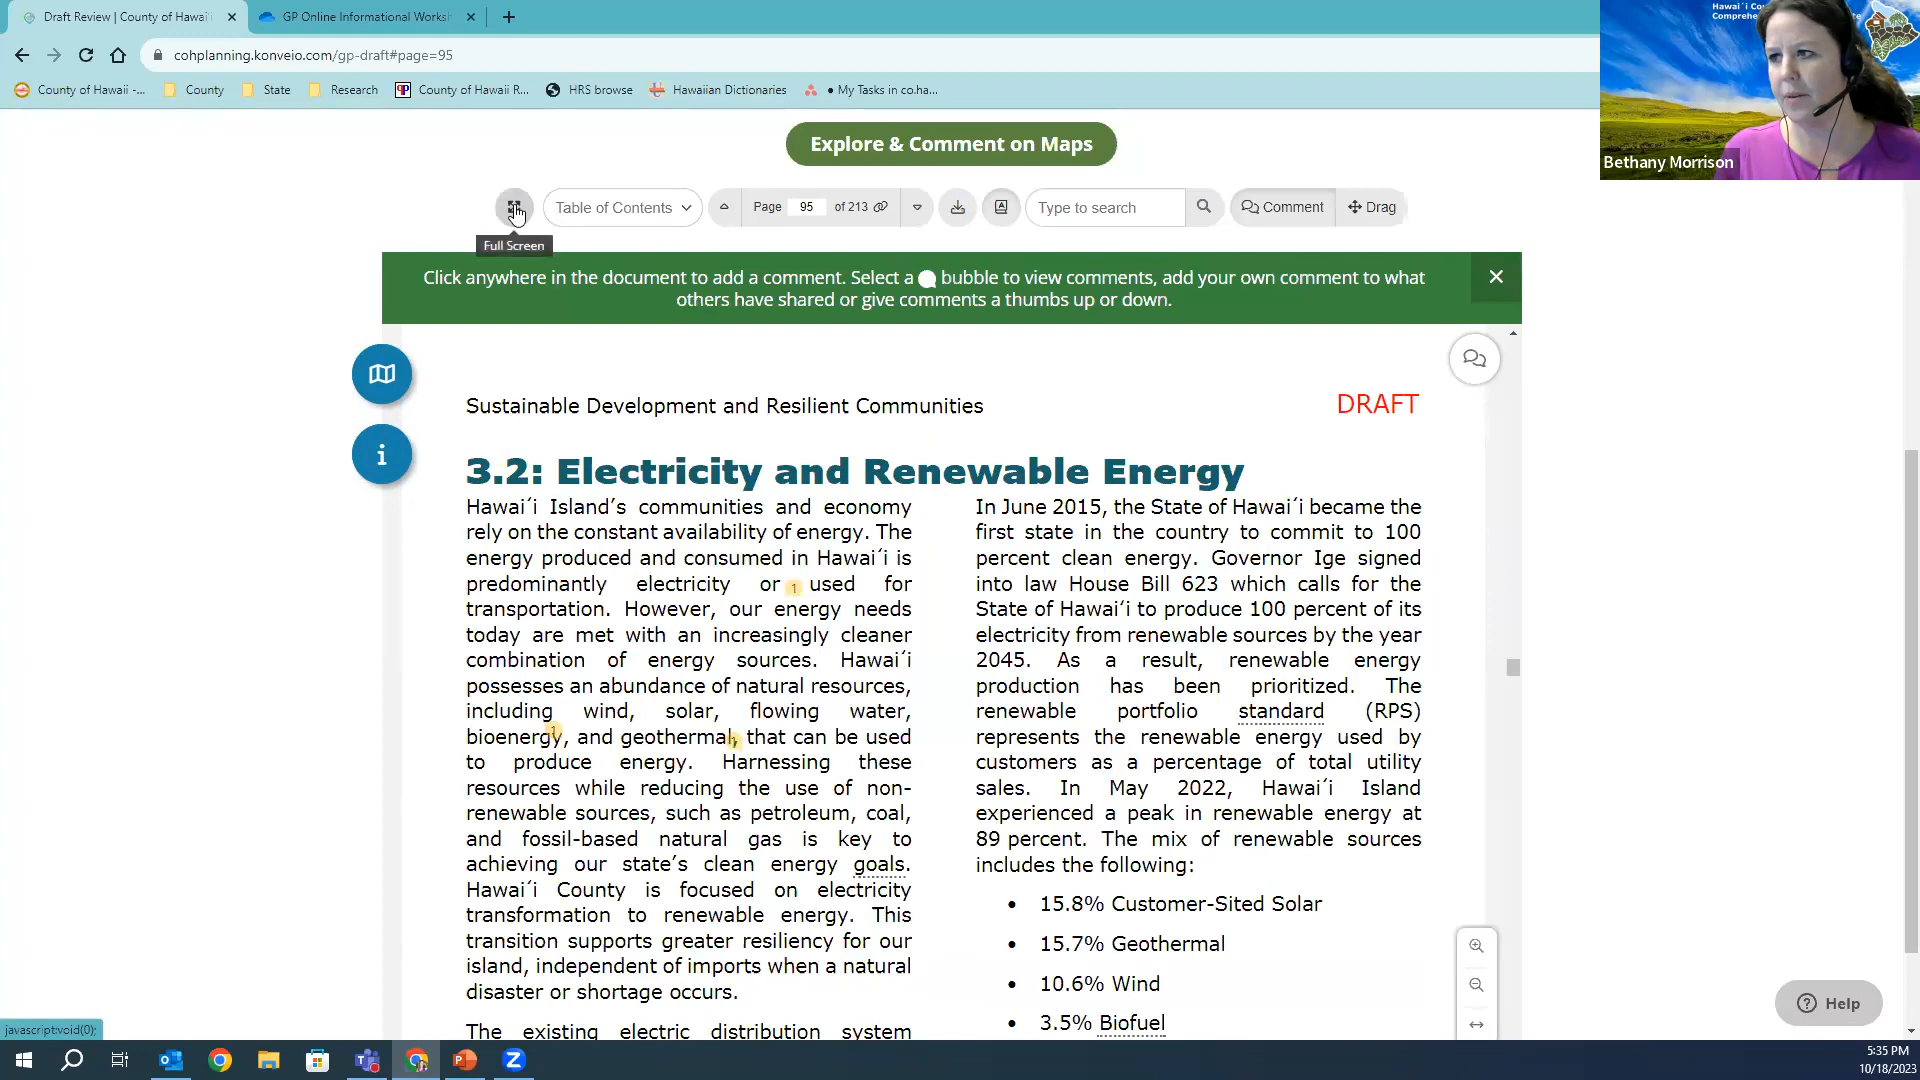 Draft Review | County of Hawai'i
GP Online Informational Worksh
cohplanning.konveio.com/gp-draft#page=95
County of Hawaii -...
County
State
Research
County of Hawaii R...
HRS browse
Hawaiian Dictionaries
• My Tasks in co.ha...
Bethany Morrison
Explore & Comment on Maps
Table of Contents
Page 95 of 213
Type to search
Comment
Drag
Full Screen
Click anywhere in the document to add a comment. Select a bubble to view comments, add your own comment to what
others have shared or give comments a thumbs up or down.
Sustainable Development and Resilient Communities
DRAFT
3.2: Electricity and Renewable Energy
Hawai´i Island's communities and economy
rely on the constant availability of energy. The
energy produced and consumed in Hawai´i is
predominantly electricity or 1 used for
transportation. However, our energy needs
today are met with an increasingly cleaner
combination of energy sources. Hawai´i
possesses an abundance of natural resources,
including wind, solar, flowing water,
1
bioenergy, and geothermal, that can be used
1
to produce energy. Harnessing these
resources while reducing the use of non-
renewable sources, such as petroleum, coal,
and fossil-based natural gas is key to
achieving our state's clean energy goals.
Hawai´i County is focused on electricity
transformation to renewable energy. This
transition supports greater resiliency for our
island, independent of imports when a natural
disaster or shortage occurs.
The existing electric distribution system
In June 2015, the State of Hawai´i became the
first state in the country to commit to 100
percent clean energy. Governor Ige signed
into law House Bill 623 which calls for the
State of Hawai´i to produce 100 percent of its
electricity from renewable sources by the year
2045. As a result, renewable energy
production has been prioritized. The
renewable portfolio standard (RPS)
represents the renewable energy used by
customers as a percentage of total utility
sales. In May 2022, Hawai´i Island
experienced a peak in renewable energy at
89 percent. The mix of renewable sources
includes the following:
• 15.8% Customer-Sited Solar
• 15.7% Geothermal
• 10.6% Wind
• 3.5% Biofuel
Help
javascript:void(0);
5:35 PM
10/18/2023